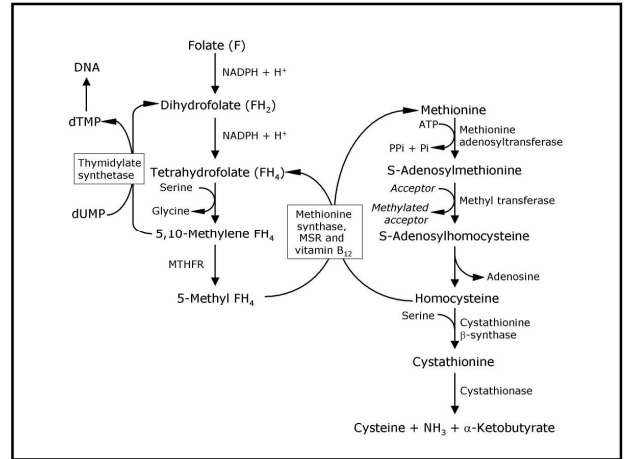 Folate (F)
NADPH + H⁺
DNA
Dihydrofolate (FH₂)
dTMP
NADPH + H⁺
Thymidylate
synthetase
Tetrahydrofolate (FH₄)
Serine
Glycine
dUMP
5,10-Methylene FH₄
MTHFR
5-Methyl FH₄
Methionine
synthase,
MSR and
vitamin B₁₂
Methionine
ATP
Methionine
adenosyltransferase
PPi + Pi
S-Adenosylmethionine
Acceptor
Methyl transferase
Methylated
acceptor
S-Adenosylhomocysteine
Adenosine
Homocysteine
Serine
Cystathionine
β-synthase
Cystathionine
Cystathionase
Cysteine + NH₃ + α-Ketobutyrate